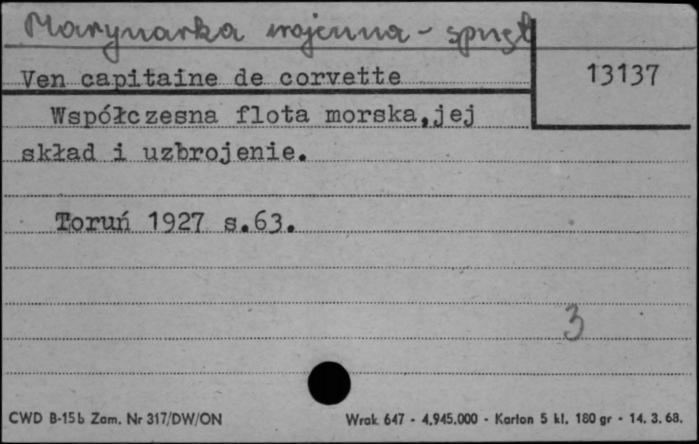 Marynarka wojenna - sprzęt
Ven capitaine de corvette
13137
Współczesna flota morska,jej
skład i uzbrojenie.
Toruń 1927 s.63.
3
CWD B-15b Zam. Nr 317/DW/ON Wrak 647 - 4.945.000 - Karton 5 kl. 180 gr - 14. 3. 68.